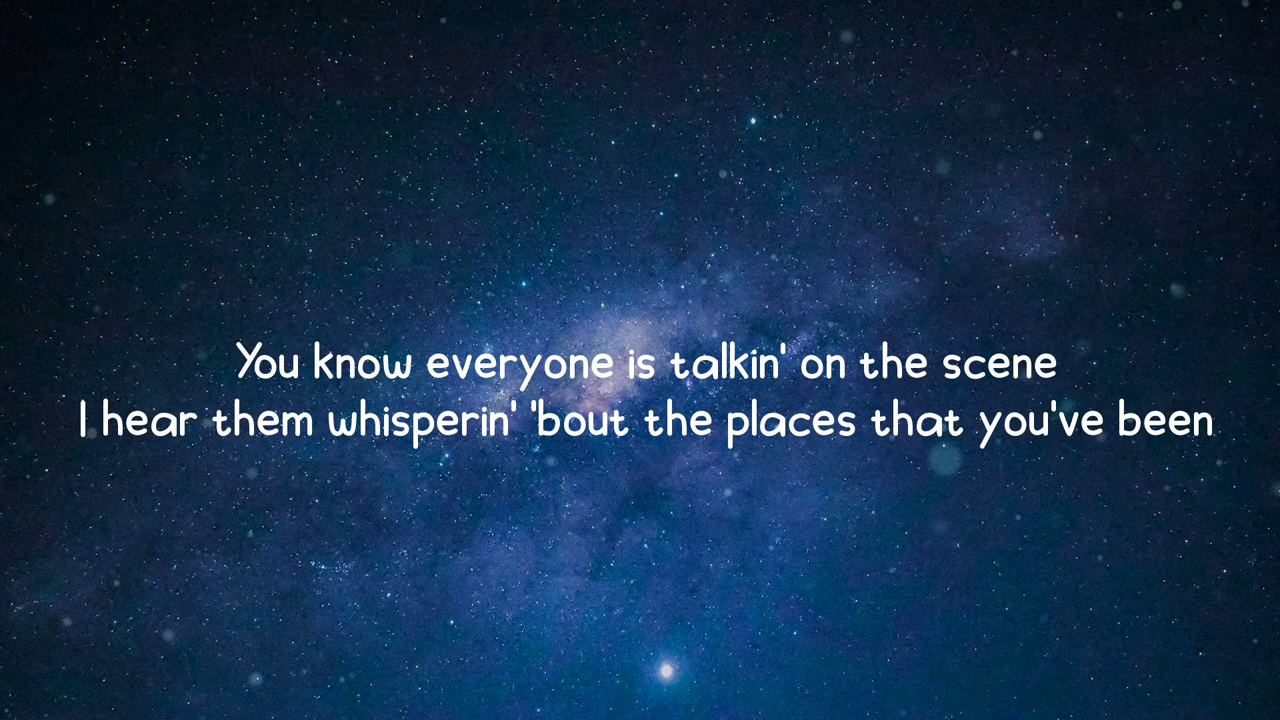 You know everyone is talkin' on the scene
I hear them whisperin' 'bout the places that you've been